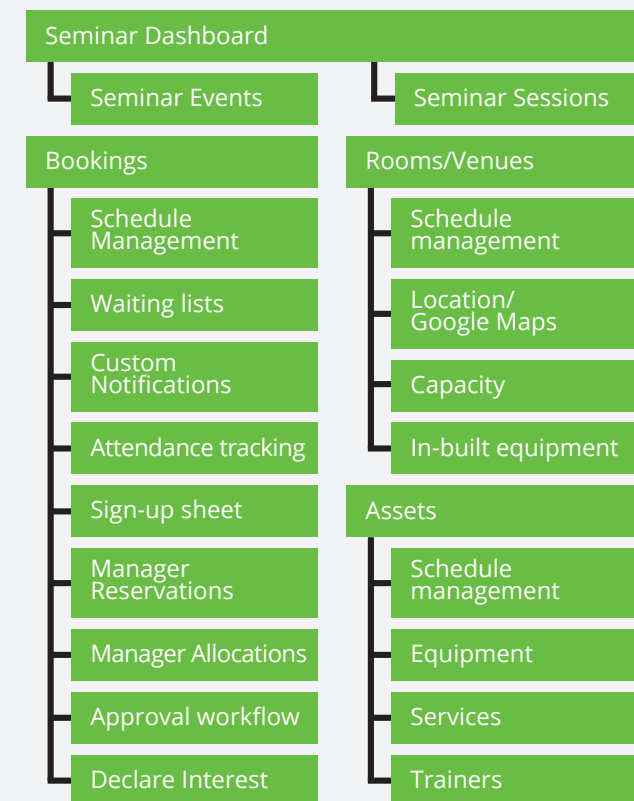 Seminar Dashboard
Seminar Events
Seminar Sessions
Bookings
Schedule
Management
Waiting lists
Custom
Notifications
Attendance tracking
Sign-up sheet
Manager
Reservations
Manager Allocations
Approval workflow
Declare Interest
Rooms/Venues
Schedule
management
Location/
Google Maps
Capacity
In-built equipment
Assets
Schedule
management
Equipment
Services
Trainers